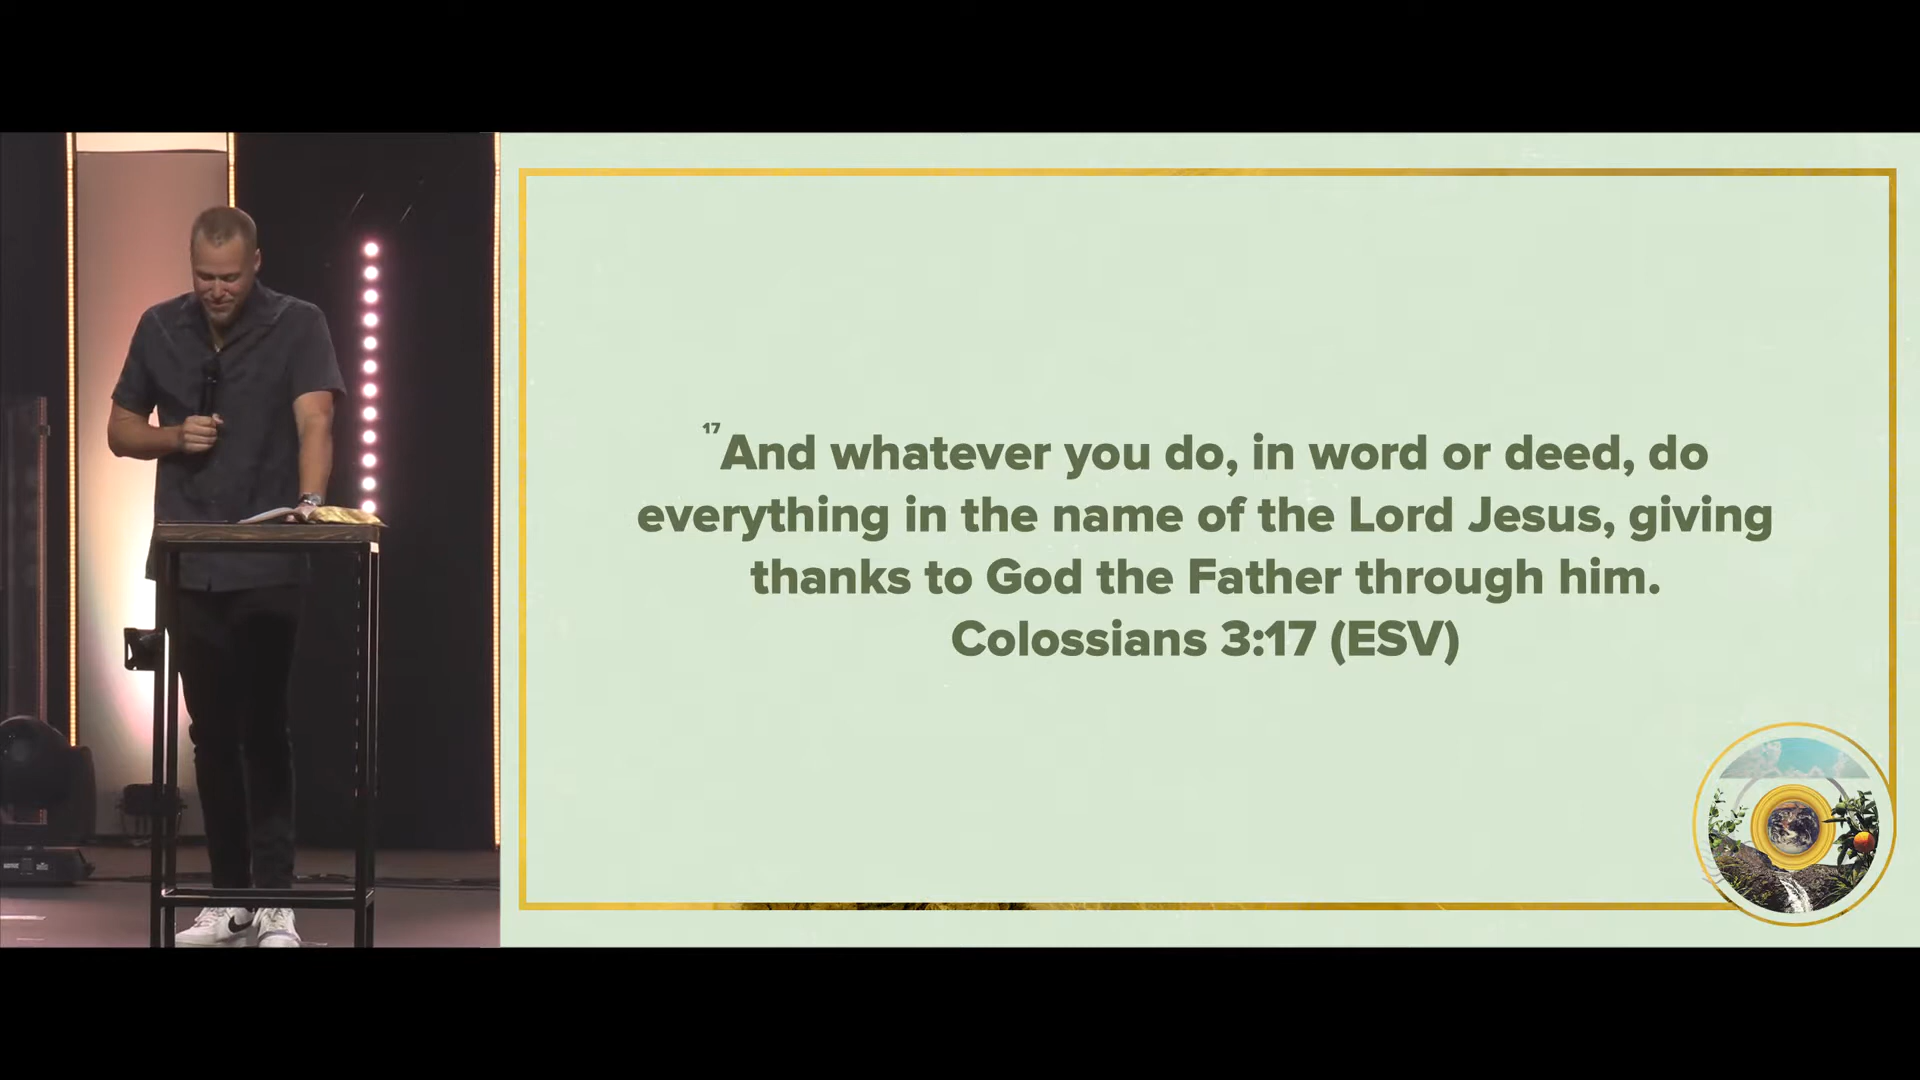 17And whatever you do, in word or deed, do
everything in the name of the Lord Jesus, giving
thanks to God the Father through him.
Colossians 3:17 (ESV)